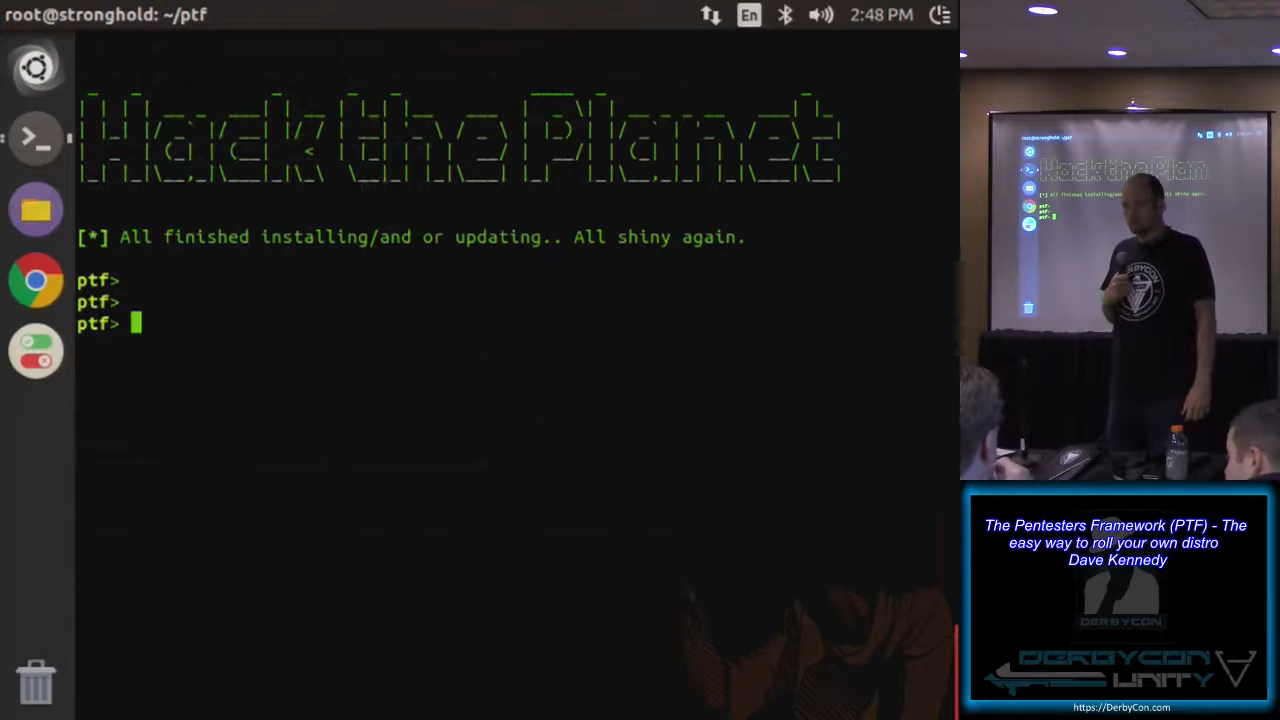 root@stronghold: ~/ptf
En
2:48 PM
Hack the Planet
[*] All finished installing/and or updating.. All shiny again.
ptf>
ptf>
ptf>
The Pentesters Framework (PTF) - The
easy way to roll your own distro
Dave Kennedy
DERBYCON
DERBYCON
UNITY
https://DerbyCon.com